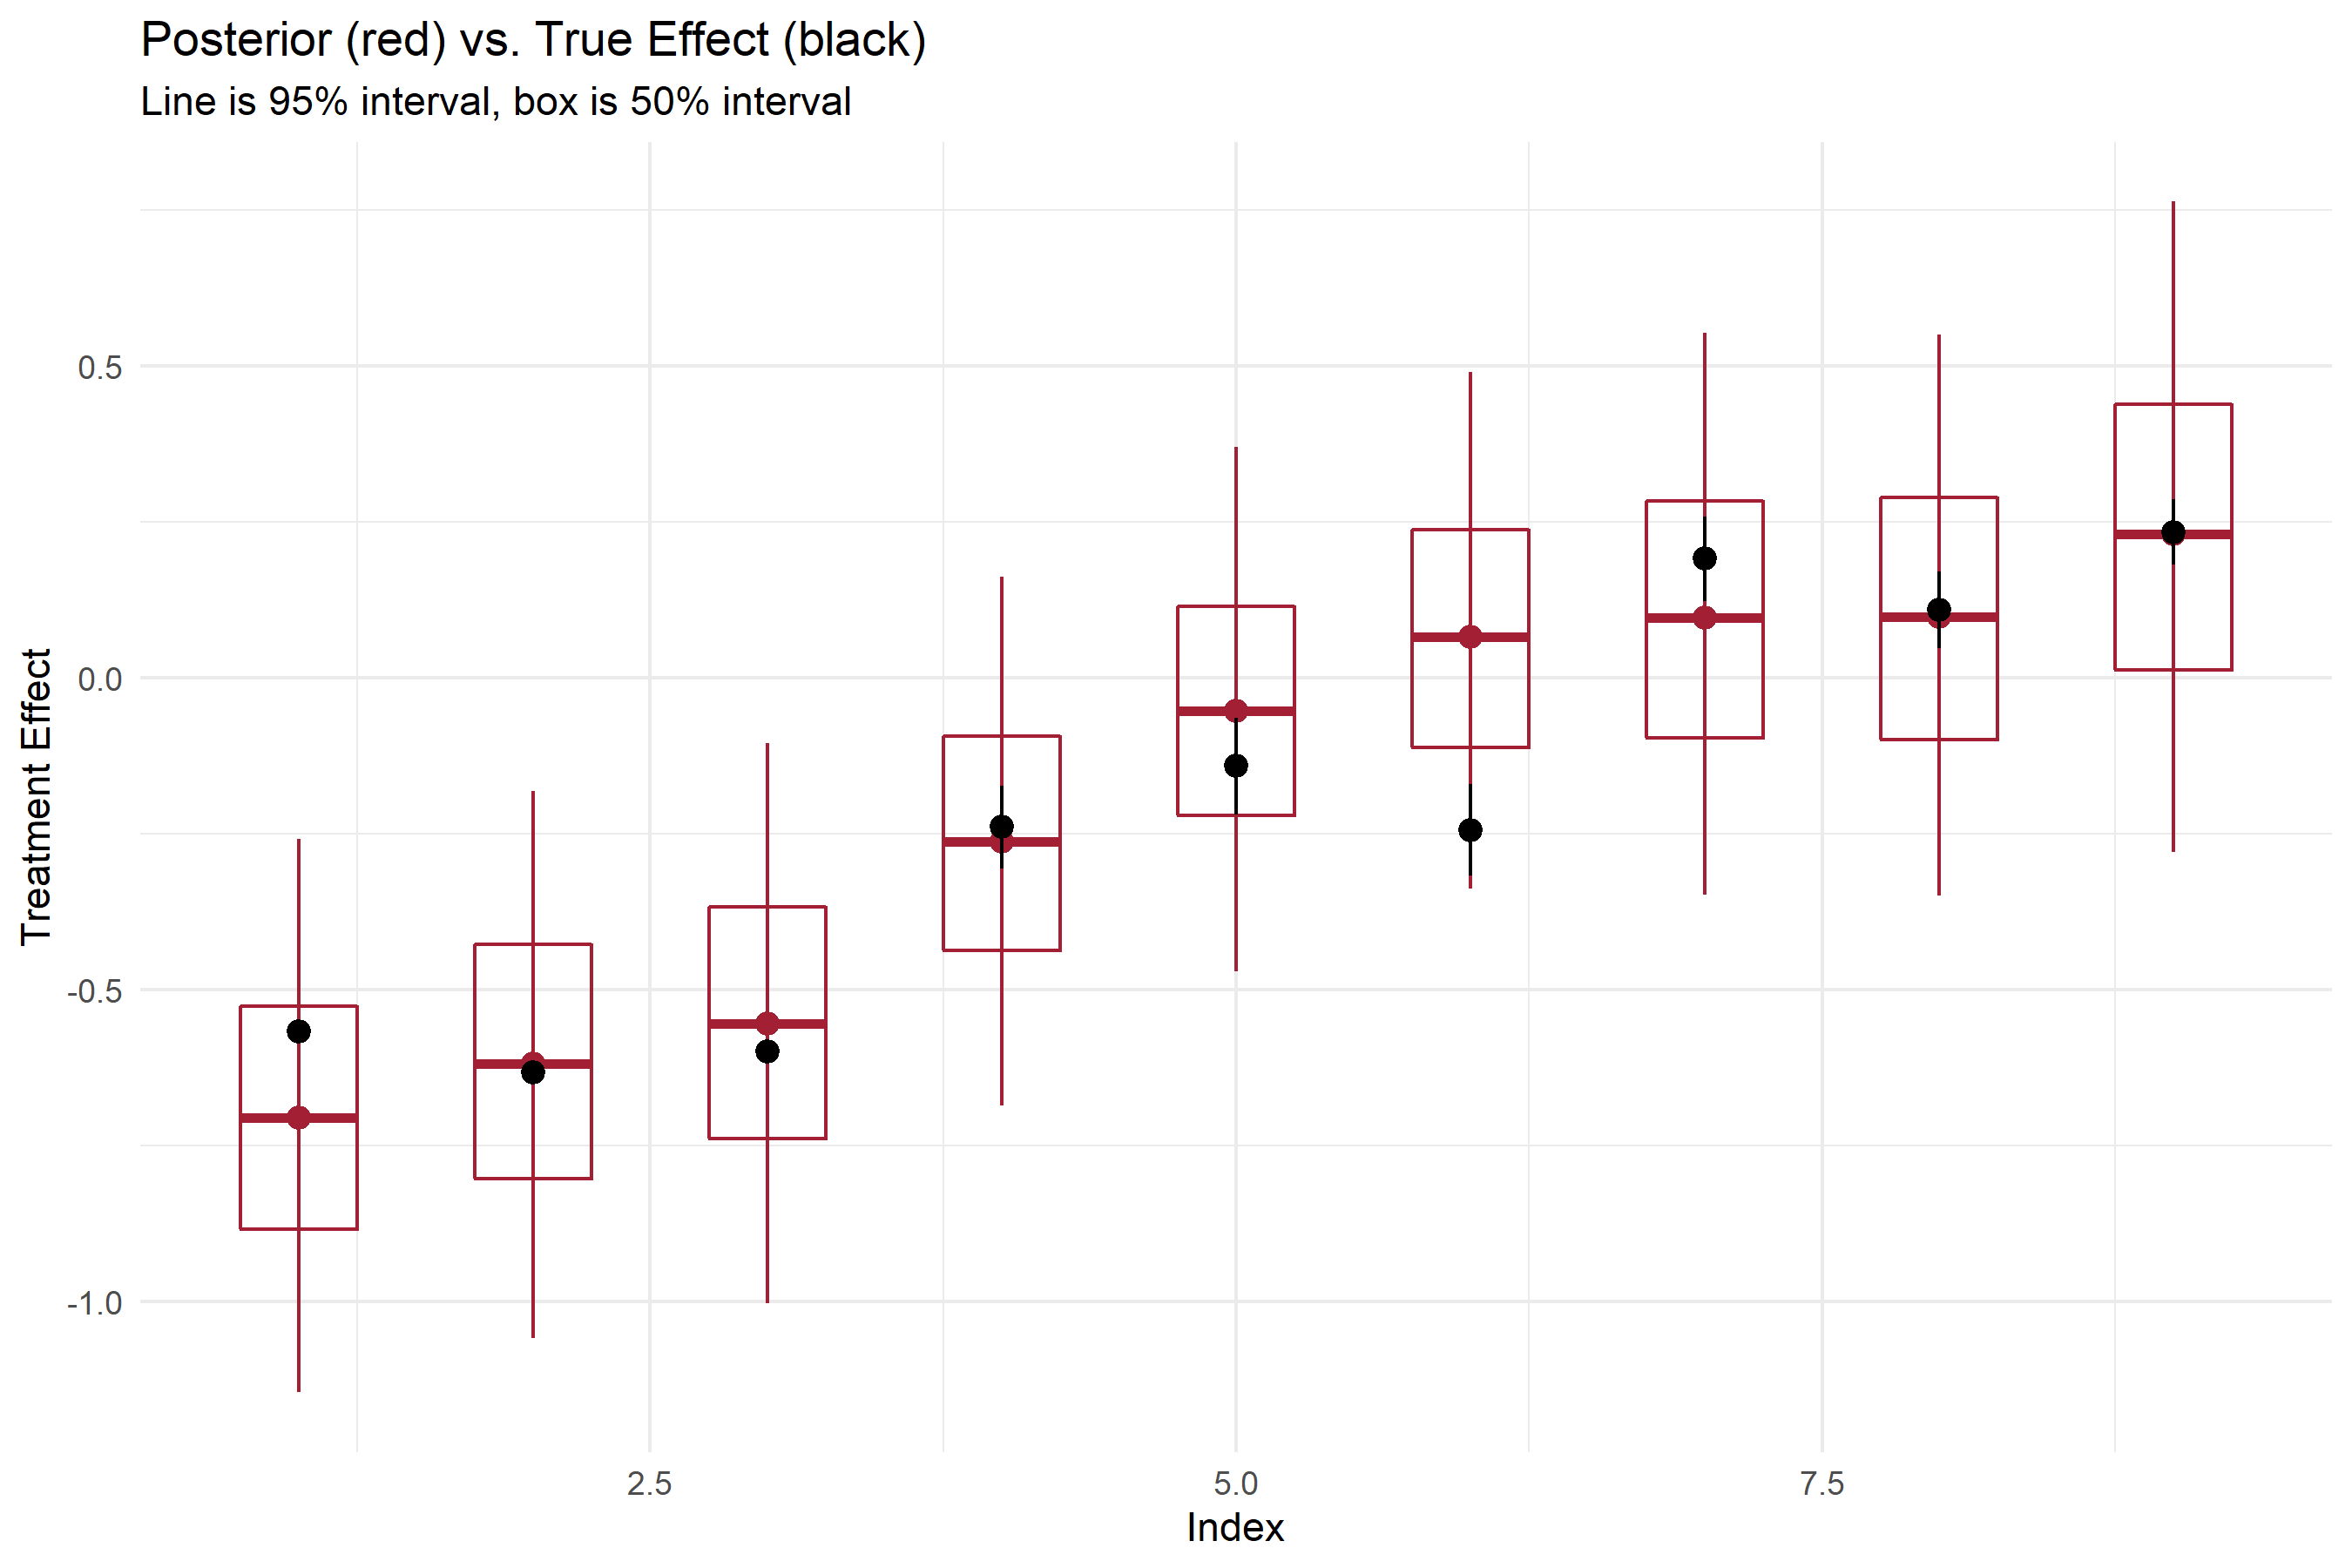 Posterior (red) vs. True Effect (black)
Line is 95% interval, box is 50% interval
Treatment Effect
0.5
0.0
-0.5
-1.0
2.5
5.0
7.5
Index